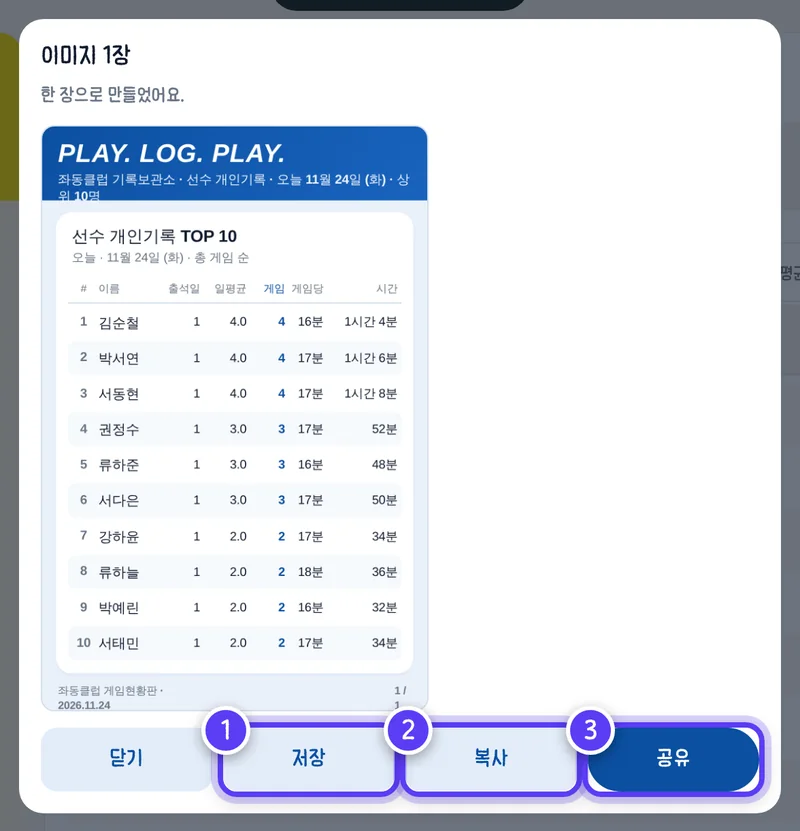 이미지 1장
한 장으로 만들었어요.
PLAY. LOG. PLAY.
좌동클럽 기록보관소 · 선수 개인기록 · 오늘 11월 24일 (화) · 상
위 10명
선수 개인기록 TOP 10
오늘 · 11월 24일 (화) · 총 게임 순
# 이름 출석일 일평균 게임 게임당 시간
1 김순철 1 4.0 4 16분 1시간 4분
2 박서연 1 4.0 4 17분 1시간 6분
3 서동현 1 4.0 4 17분 1시간 8분
4 권정수 1 3.0 3 17분 52분
5 류하준 1 3.0 3 16분 48분
6 서다은 1 3.0 3 17분 50분
7 강하윤 1 2.0 2 17분 34분
8 류하늘 1 2.0 2 18분 36분
9 박예린 1 2.0 2 16분 32분
10 서태민 1 2.0 2 17분 34분
좌동클럽 게임현황판 · 1 /
2026.11.24 1
1 2 3
닫기 저장 복사 공유
평균